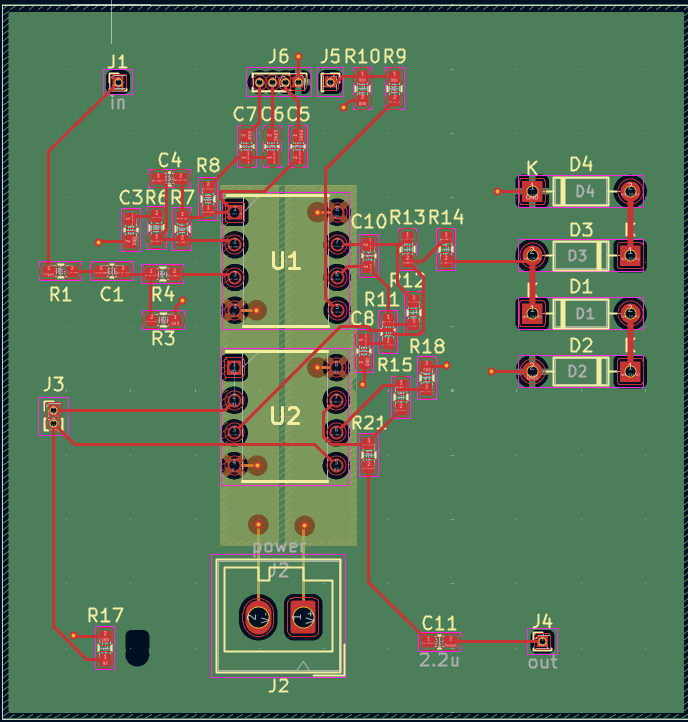 J1
in
J6
J5
R10
R9
C7
C6
C5
C4
R8
K
D4
D4
C3
R6
R7
C10
R13
R14
D3
K
D3
U1
R1
C1
R4
R12
R11
K
D1
D1
R3
C8
D2
K
D2
R18
R15
J3
U2
R21
power
J2
R17
C11
2.2u
J4
out
J2